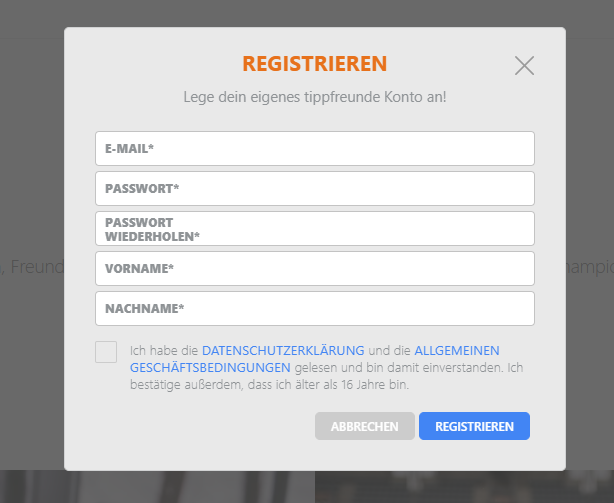 REGISTRIEREN
Lege dein eigenes tippfreunde Konto an!
E-MAIL*
PASSWORT*
PASSWORT
WIEDERHOLEN*
, Freund
VORNAME*
NACHNAME*
Ich habe die DATENSCHUTZERKLÄRUNG und die ALLGEMEINEN
GESCHÄFTSBEDINGUNGEN gelesen und bin damit einverstanden. Ich
bestätige außerdem, dass ich älter als 16 Jahre bin.
ABBRECHEN REGISTRIEREN